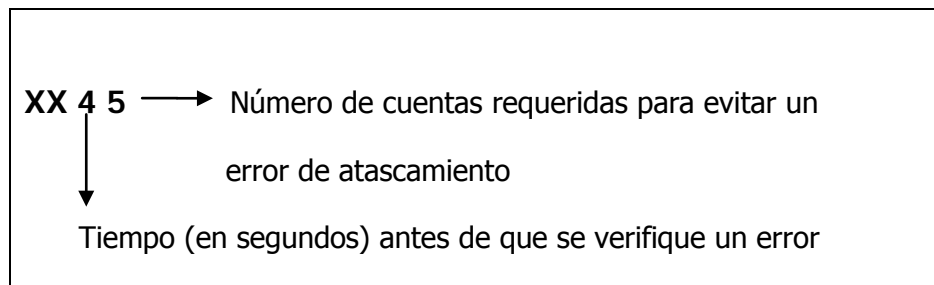 XX 4 5 Número de cuentas requeridas para evitar un
error de atascamiento
Tiempo (en segundos) antes de que se verifique un error